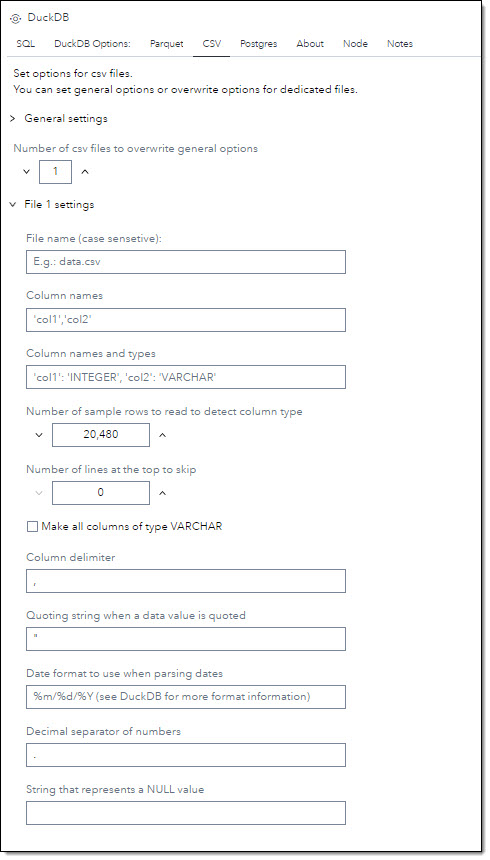 DuckDB
SQL DuckDB Options: Parquet CSV Postgres About Node Notes
Set options for csv files.
You can set general options or overwrite options for dedicated files.
General settings
Number of csv files to overwrite general options
1
File 1 settings
File name (case sensetive):
E.g.: data.csv
Column names
'col1','col2'
Column names and types
'col1': 'INTEGER', 'col2': 'VARCHAR'
Number of sample rows to read to detect column type
20,480
Number of lines at the top to skip
0
Make all columns of type VARCHAR
Column delimiter
,
Quoting string when a data value is quoted
"
Date format to use when parsing dates
%m/%d/%Y (see DuckDB for more format information)
Decimal separator of numbers
.
String that represents a NULL value